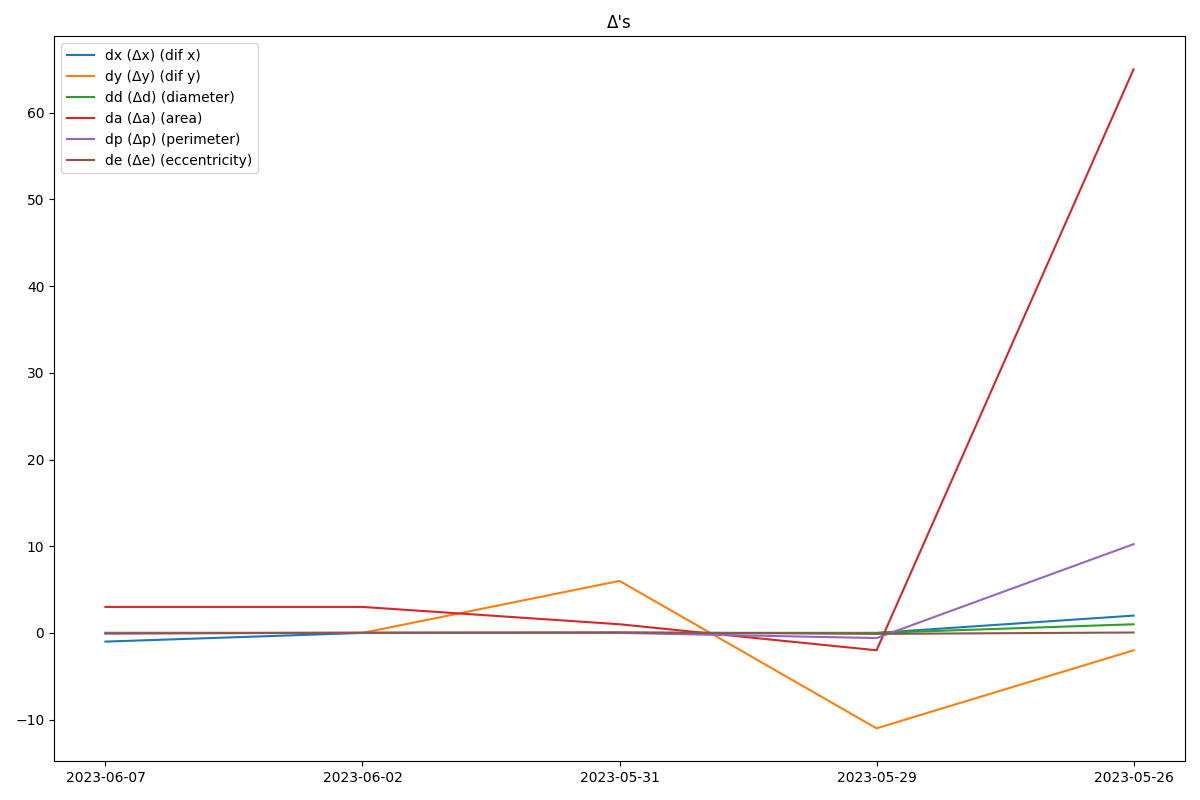 Δ's
dx (Δx) (dif x)
dy (Δy) (dif y)
dd (Δd) (diameter)
da (Δa) (area)
dp (Δp) (perimeter)
de (Δe) (eccentricity)
60
50
40
30
20
10
0
−10
2023-06-07 2023-06-02 2023-05-31 2023-05-29 2023-05-26